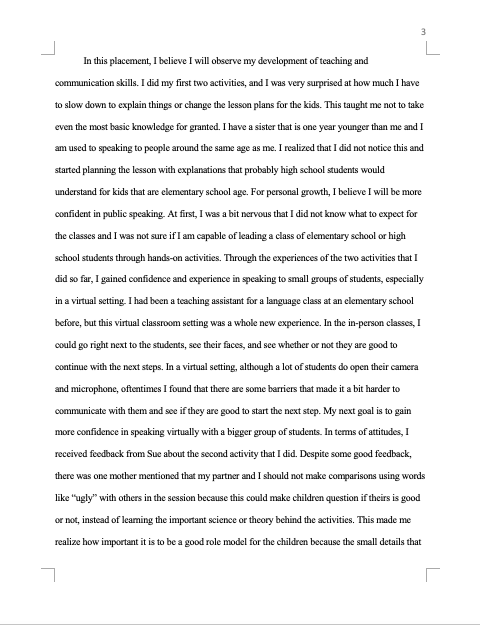 3
In this placement, I believe I will observe my development of teaching and
communication skills. I did my first two activities, and I was very surprised at how much I have
to slow down to explain things or change the lesson plans for the kids. This taught me not to take
even the most basic knowledge for granted. I have a sister that is one year younger than me and I
am used to speaking to people around the same age as me. I realized that I did not notice this and
started planning the lesson with explanations that probably high school students would
understand for kids that are elementary school age. For personal growth, I believe I will be more
confident in public speaking. At first, I was a bit nervous that I did not know what to expect for
the classes and I was not sure if I am capable of leading a class of elementary school or high
school students through hands-on activities. Through the experiences of the two activities that I
did so far, I gained confidence and experience in speaking to small groups of students, especially
in a virtual setting. I had been a teaching assistant for a language class at an elementary school
before, but this virtual classroom setting was a whole new experience. In the in-person classes, I
could go right next to the students, see their faces, and see whether or not they are good to
continue with the next steps. In a virtual setting, although a lot of students do open their camera
and microphone, oftentimes I found that there are some barriers that made it a bit harder to
communicate with them and see if they are good to start the next step. My next goal is to gain
more confidence in speaking virtually with a bigger group of students. In terms of attitudes, I
received feedback from Sue about the second activity that I did. Despite some good feedback,
there was one mother mentioned that my partner and I should not make comparisons using words
like “ugly” with others in the session because this could make children question if theirs is good
or not, instead of learning the important science or theory behind the activities. This made me
realize how important it is to be a good role model for the children because the small details that